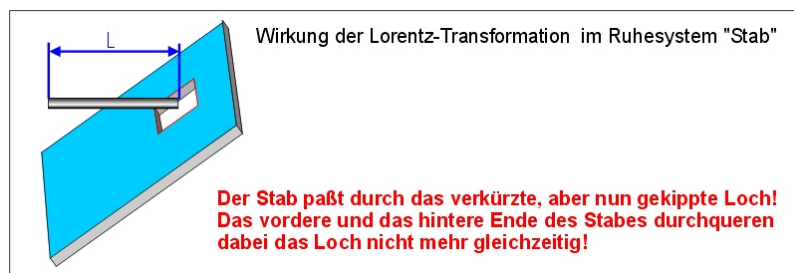 L
Wirkung der Lorentz-Transformation im Ruhesystem "Stab"
Der Stab paßt durch das verkürzte, aber nun gekippte Loch!
Das vordere und das hintere Ende des Stabes durchqueren
dabei das Loch nicht mehr gleichzeitig!